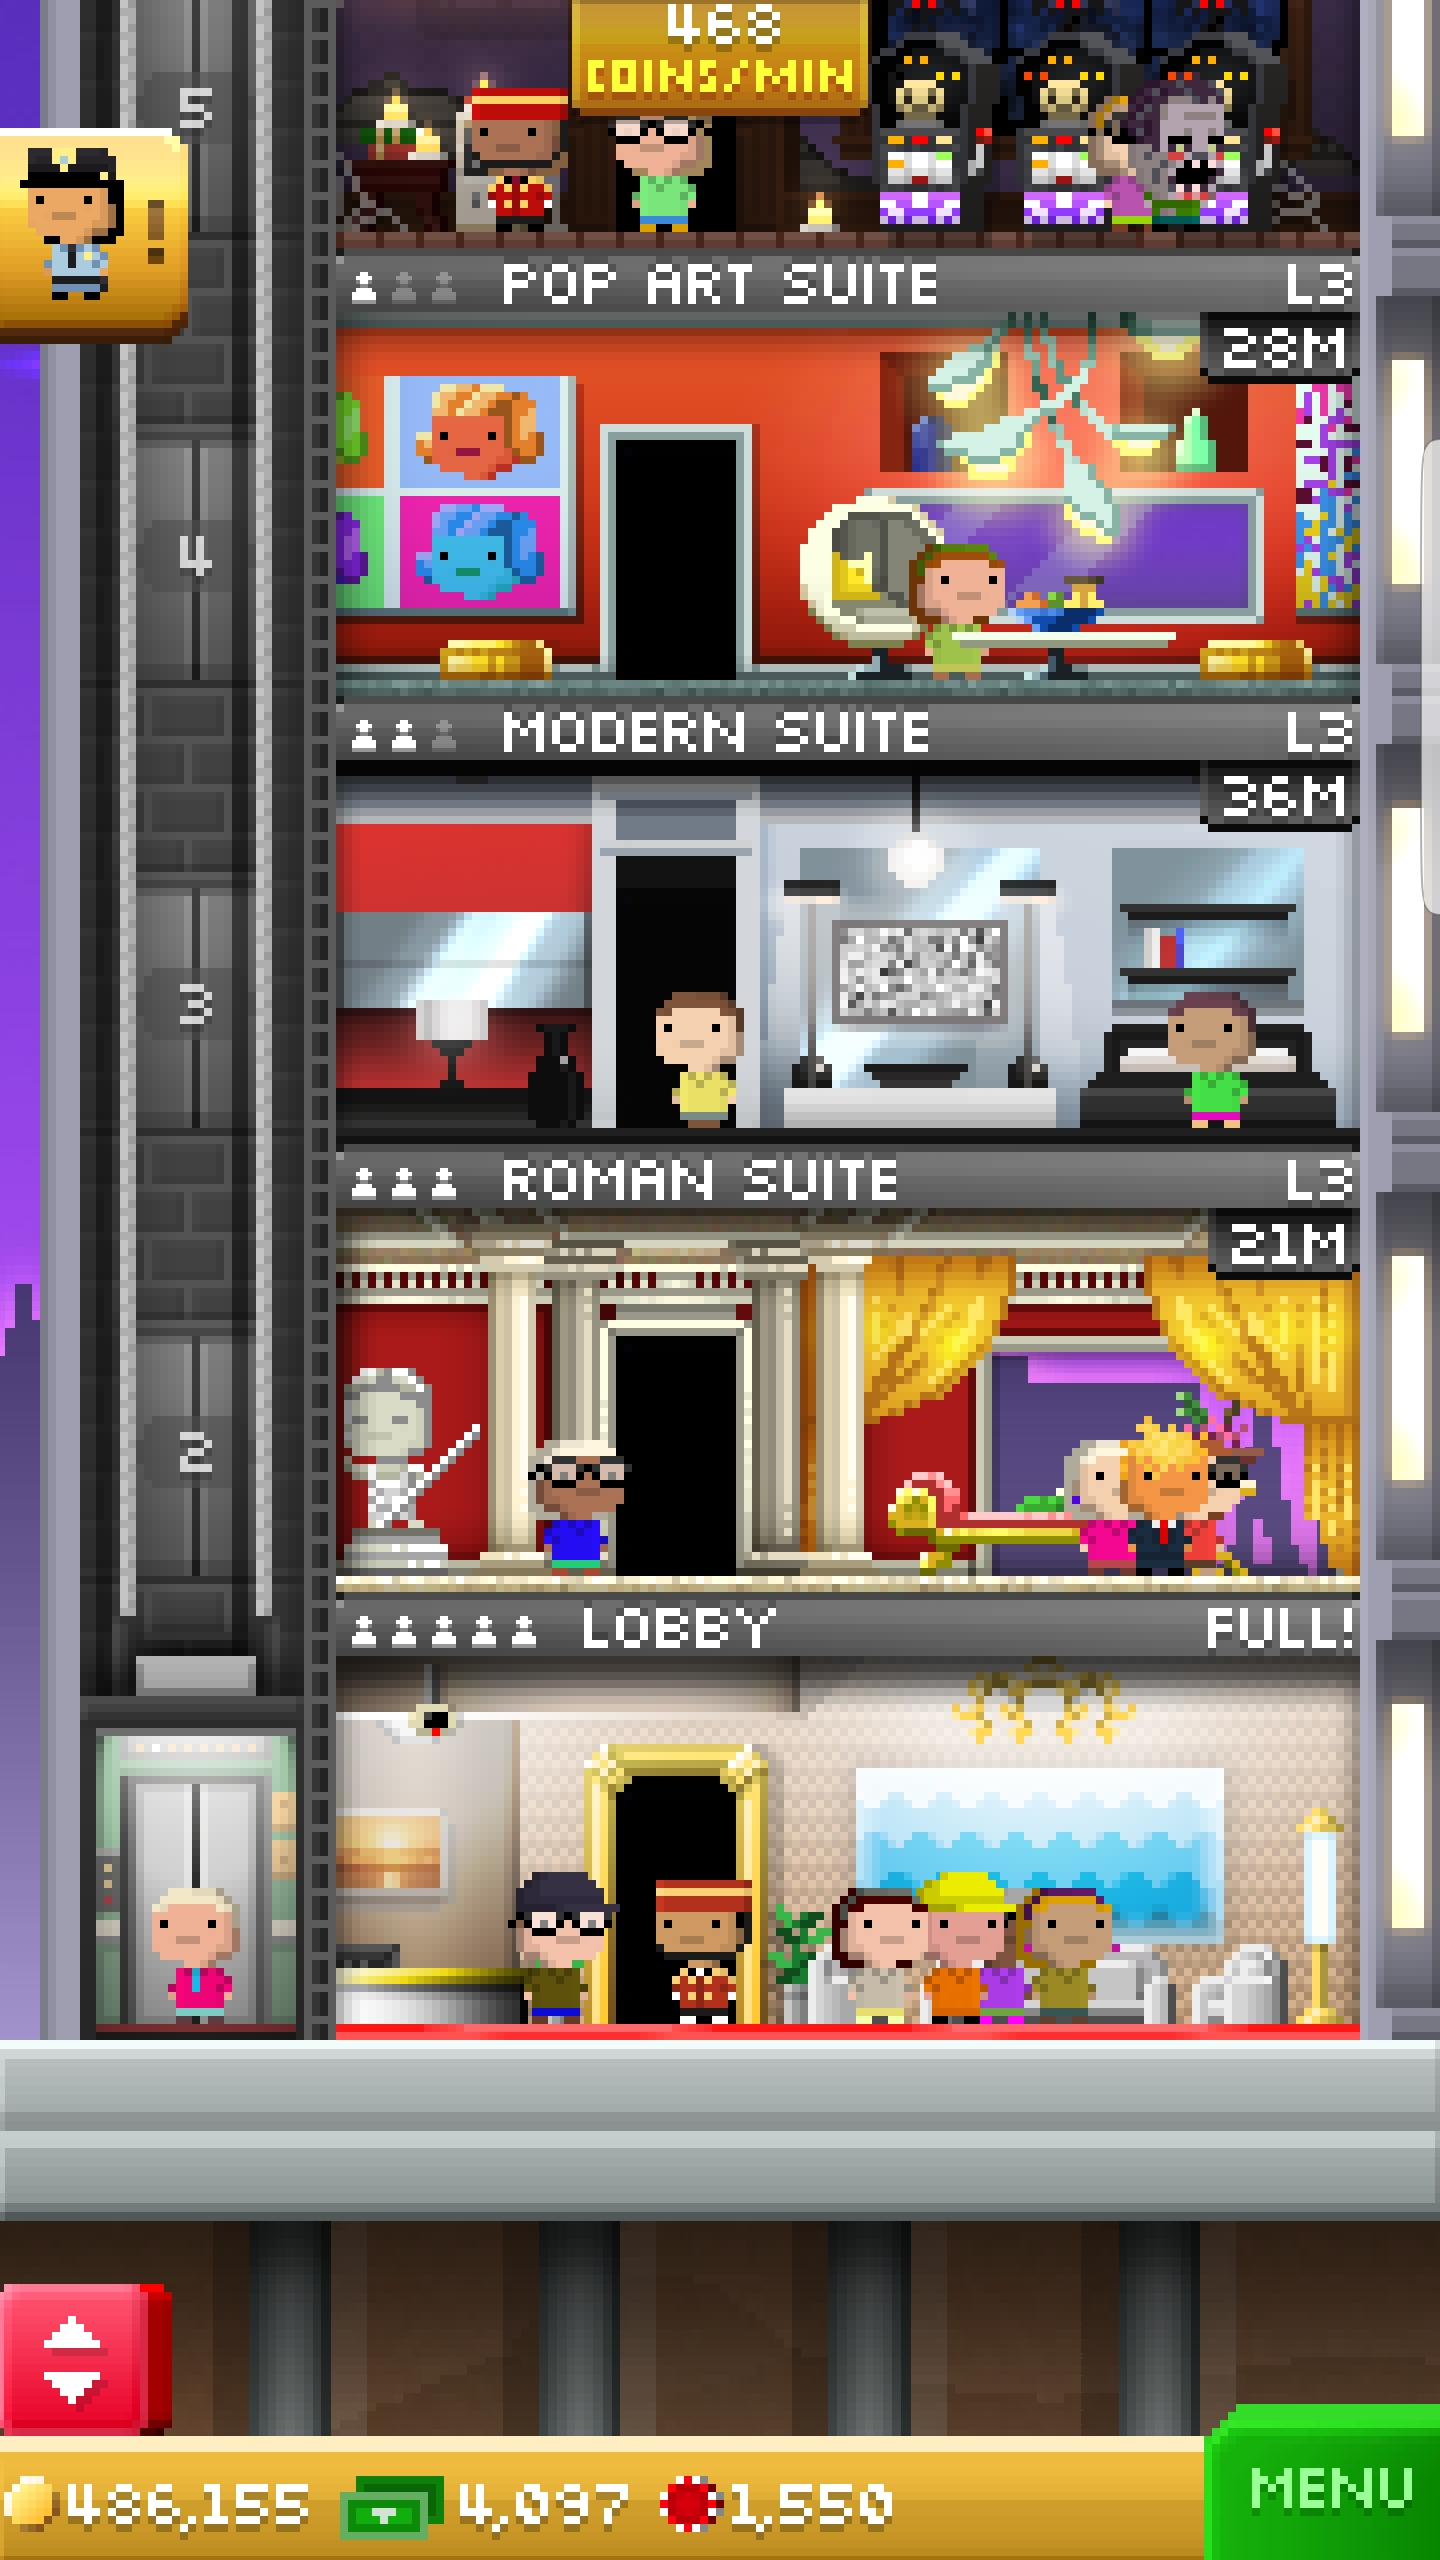 468
COINS/MIN
5
!
POP ART SUITE L3
28M
4
MODERN SUITE L3
36M
3
ROMAN SUITE L3
21M
2
LOBBY FULL!
486,155 4,097 1,550
MENU